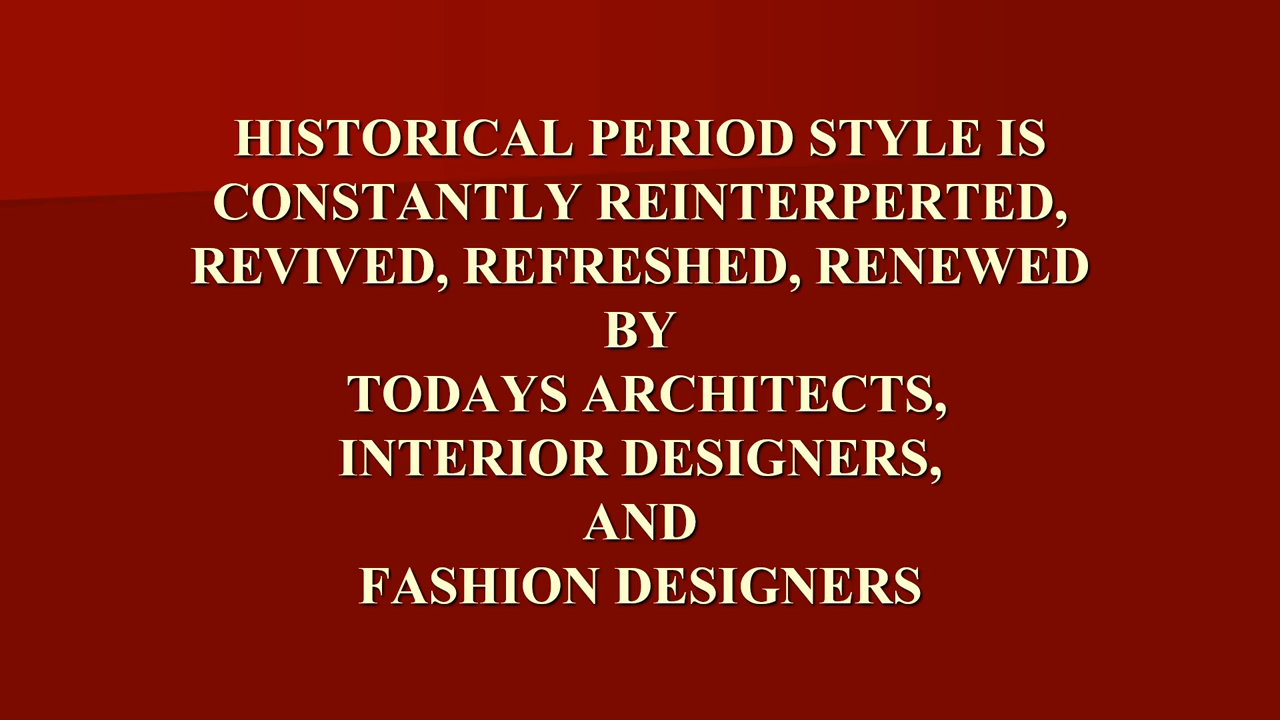 HISTORICAL PERIOD STYLE IS
CONSTANTLY REINTERPERTED,
REVIVED, REFRESHED, RENEWED
BY
TODAYS ARCHITECTS,
INTERIOR DESIGNERS,
AND
FASHION DESIGNERS